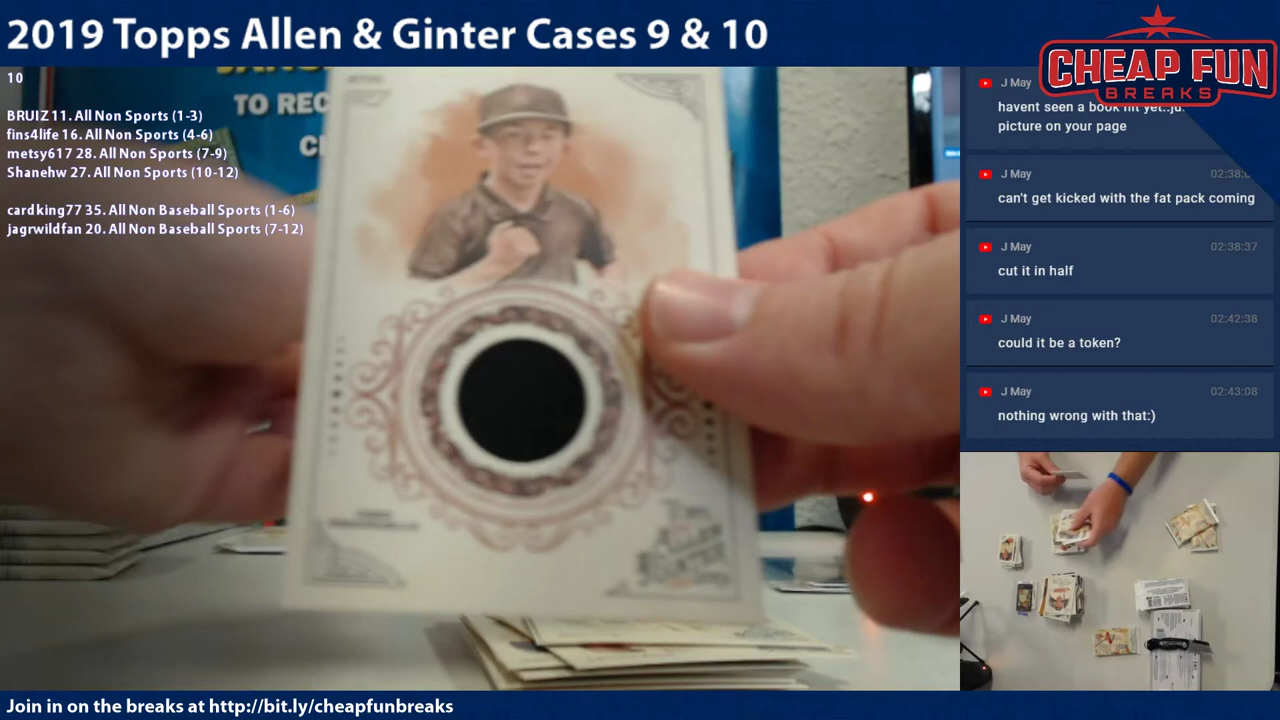 2019 Topps Allen & Ginter Cases 9 & 10
CHEAP FUN
BREAKS
10
BRUIZ 11. All Non Sports (1-3)
fins4life 16. All Non Sports (4-6)
metsy617 28. All Non Sports (7-9)
Shanehw 27. All Non Sports (10-12)
cardking77 35. All Non Baseball Sports (1-6)
jagrwildfan 20. All Non Baseball Sports (7-12)
TO REC
J May
havent seen a book hit yet..ju
picture on your page
J May
can't get kicked with the fat pack coming
J May 02:38:37
cut it in half
J May 02:42:38
could it be a token?
J May 02:43:08
nothing wrong with that:)
Join in on the breaks at http://bit.ly/cheapfunbreaks